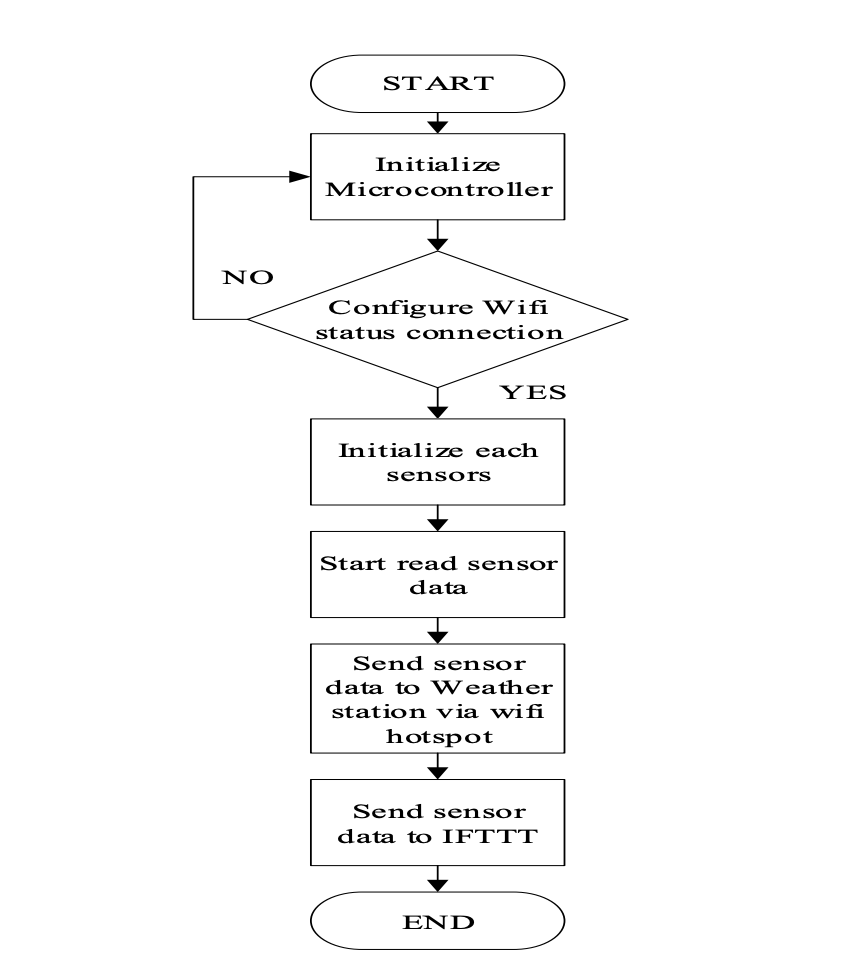 START
Initialize
Microcontroller
NO
Configure Wifi
status connection
YES
Initialize each
sensors
Start read sensor
data
Send sensor
data to Weather
station via wifi
hotspot
Send sensor
data to IFTTT
END